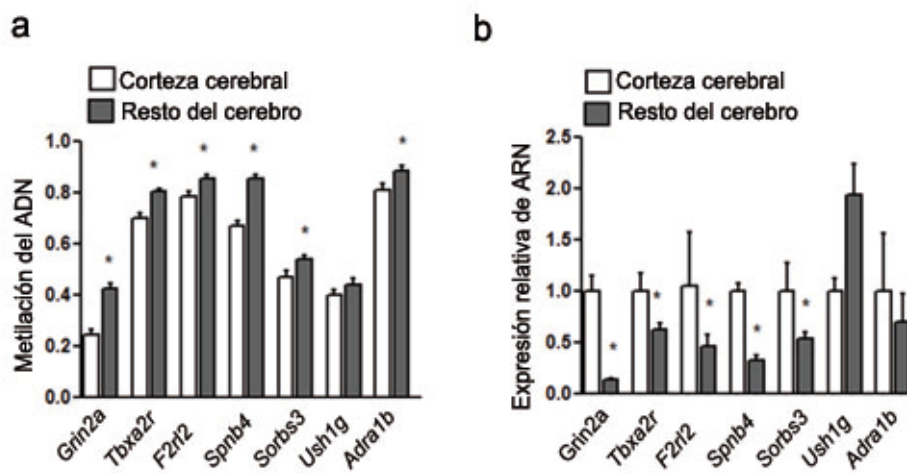 a
Corteza cerebral
Resto del cerebro
Metilación del ADN
1.0
0.8
0.6
0.4
0.2
0.0
*
*
*
*
*
*
Grin2a
Tbxa2r
F2rl2
Spnb4
Sorbs3
Ush1g
Adra1b
b
Corteza cerebral
Resto del cerebro
Expresión relativa de ARN
2.5
2.0
1.5
1.0
0.5
0.0
*
*
*
*
*
Grin2a
Tbxa2r
F2rl2
Spnb4
Sorbs3
Ush1g
Adra1b